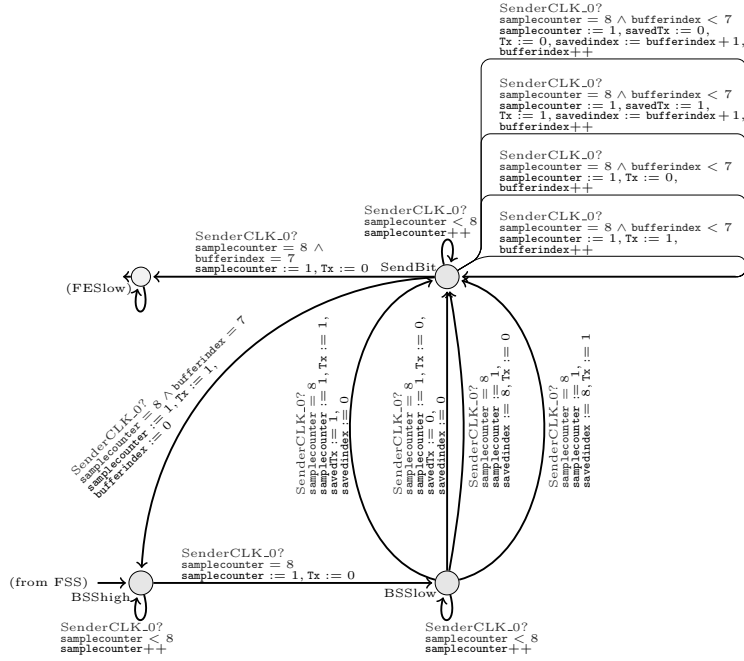 SenderCLK_0?
samplecounter = 8 ∧ bufferindex < 7
samplecounter := 1, savedTx := 0,
Tx := 0, savedindex := bufferindex + 1,
bufferindex++
SenderCLK_0?
samplecounter = 8 ∧ bufferindex < 7
samplecounter := 1, savedTx := 1,
Tx := 1, savedindex := bufferindex + 1,
bufferindex++
SenderCLK_0?
samplecounter = 8 ∧ bufferindex < 7
samplecounter := 1, Tx := 0,
bufferindex++
SenderCLK_0?
samplecounter = 8 ∧ bufferindex < 7
samplecounter := 1, Tx := 1,
bufferindex++
SenderCLK_0?
samplecounter < 8
samplecounter++
SenderCLK_0?
samplecounter = 8 ∧
bufferindex = 7
samplecounter := 1, Tx := 0
SendBit
(FESlow)
SenderCLK_0?
samplecounter = 8 ∧ bufferindex = 7
samplecounter := 1, Tx := 1,
bufferindex := 0
SenderCLK_0?
samplecounter = 8
samplecounter := 1, Tx := 1,
savedTx := 1,
savedindex := 0
SenderCLK_0?
samplecounter = 8
samplecounter := 1, Tx := 0,
savedTx := 0,
savedindex := 0
SenderCLK_0?
samplecounter = 8
samplecounter := 1,
savedindex := 8, Tx := 0
SenderCLK_0?
samplecounter = 8
samplecounter := 1,
savedindex := 8, Tx := 1
SenderCLK_0?
samplecounter = 8
samplecounter := 1, Tx := 0
(from FSS)
BSShigh
BSSlow
SenderCLK_0?
samplecounter < 8
samplecounter++
SenderCLK_0?
samplecounter < 8
samplecounter++